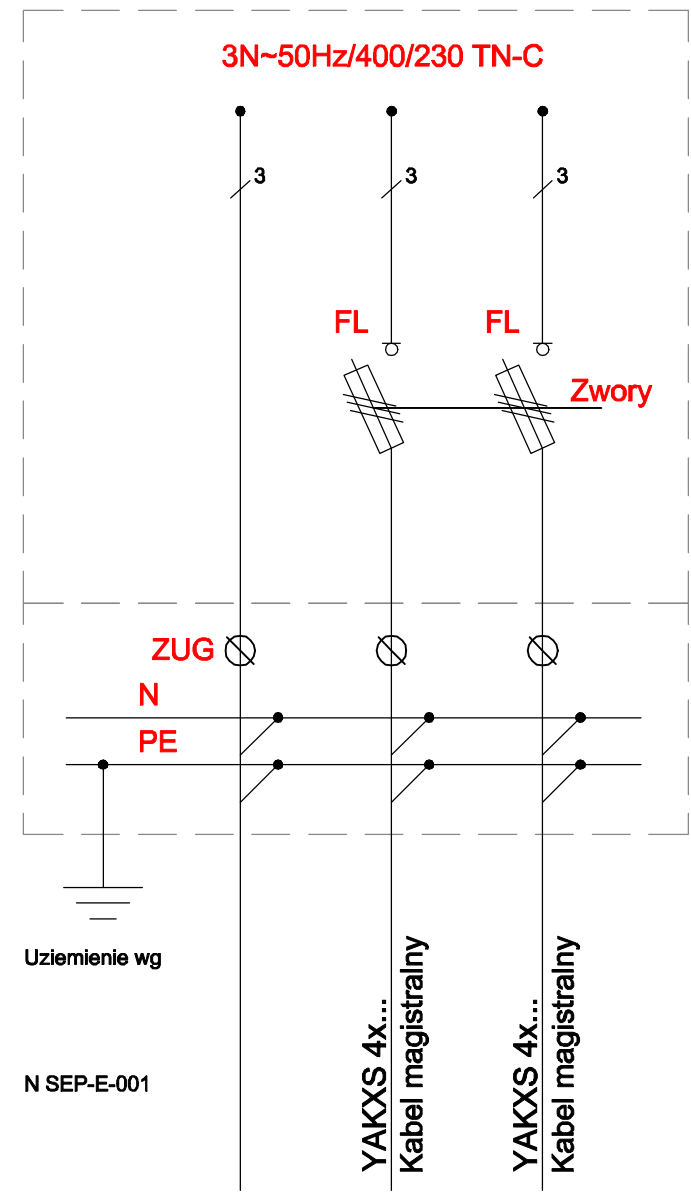 3N~50Hz/400/230 TN-C
3
3
3
FL
FL
Zwory
ZUG
N
PE
Uziemienie wg
N SEP-E-001
YAKXS 4x...
Kabel magistralny
YAKXS 4x...
Kabel magistralny